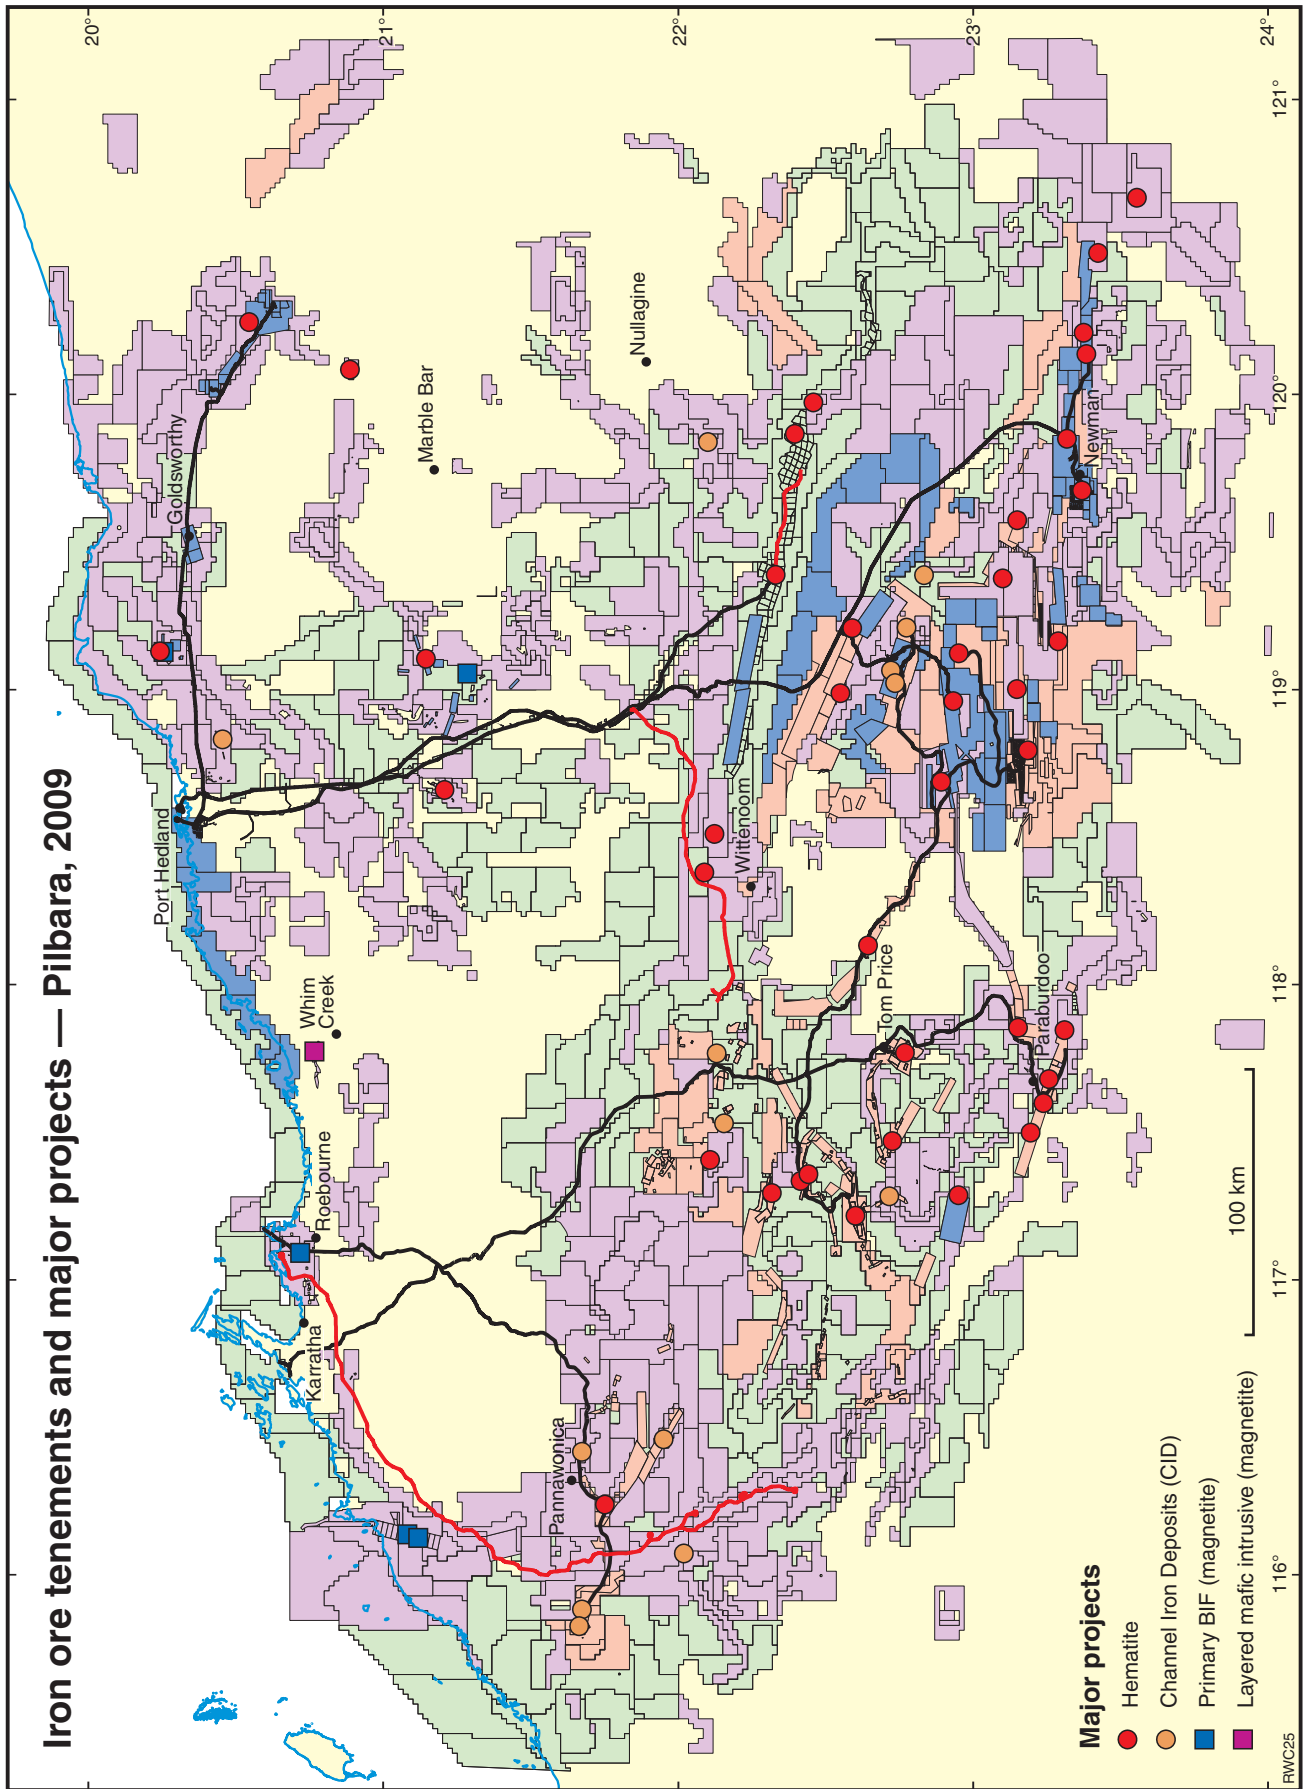 Iron ore tenements and major projects — Pilbara, 2009
20°
21°
22°
23°
24°
116°
117°
118°
119°
120°
121°
Port Hedland
Goldsworthy
Marble Bar
Nullagine
Whim
Creek
Roebourne
Karratha
Pannawonica
Wittenoom
Tom Price
Paraburdoo
Newman
100 km
Major projects
Hematite
Channel Iron Deposits (CID)
Primary BIF (magnetite)
Layered mafic intrusive (magnetite)
RWC25